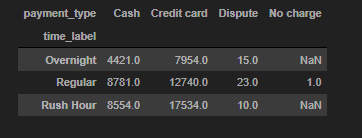 payment_type Cash Credit card Dispute No charge
time_label
Overnight 4421.0 7954.0 15.0 NaN
Regular 8781.0 12740.0 23.0 1.0
Rush Hour 8554.0 17534.0 10.0 NaN